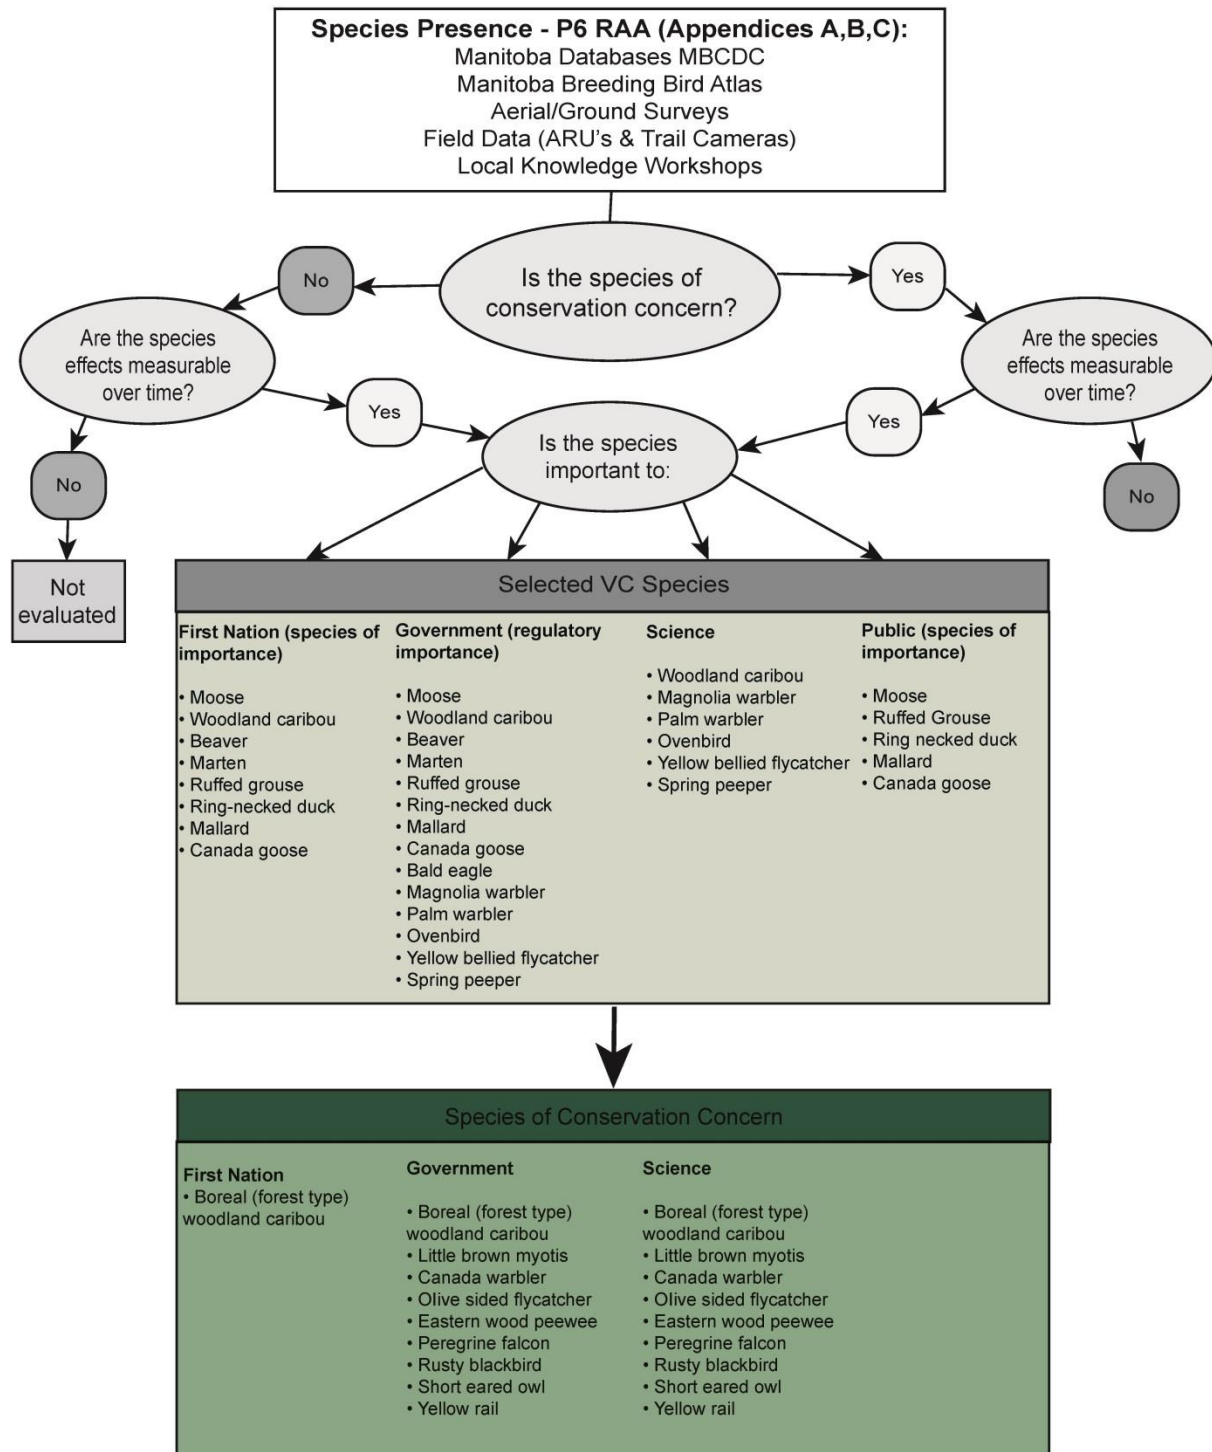 Species Presence - P6 RAA (Appendices A,B,C):
Manitoba Databases MBCDC
Manitoba Breeding Bird Atlas
Aerial/Ground Surveys
Field Data (ARU's & Trail Cameras)
Local Knowledge Workshops
Is the species of
conservation concern?
No
Yes
Are the species
effects measurable
over time?
Are the species
effects measurable
over time?
Yes
Yes
Is the species
important to:
No
No
Not
evaluated
Selected VC Species
First Nation (species of
importance)
• Moose
• Woodland caribou
• Beaver
• Marten
• Ruffed grouse
• Ring-necked duck
• Mallard
• Canada goose
Government (regulatory
importance)
• Moose
• Woodland caribou
• Beaver
• Marten
• Ruffed grouse
• Ring-necked duck
• Mallard
• Canada goose
• Bald eagle
• Magnolia warbler
• Palm warbler
• Ovenbird
• Yellow bellied flycatcher
• Spring peeper
Science
• Woodland caribou
• Magnolia warbler
• Palm warbler
• Ovenbird
• Yellow bellied flycatcher
• Spring peeper
Public (species of
importance)
• Moose
• Ruffed Grouse
• Ring necked duck
• Mallard
• Canada goose
Species of Conservation Concern
First Nation
• Boreal (forest type)
woodland caribou
Government
• Boreal (forest type)
woodland caribou
• Little brown myotis
• Canada warbler
• Olive sided flycatcher
• Eastern wood peewee
• Peregrine falcon
• Rusty blackbird
• Short eared owl
• Yellow rail
Science
• Boreal (forest type)
woodland caribou
• Little brown myotis
• Canada warbler
• Olive sided flycatcher
• Eastern wood peewee
• Peregrine falcon
• Rusty blackbird
• Short eared owl
• Yellow rail